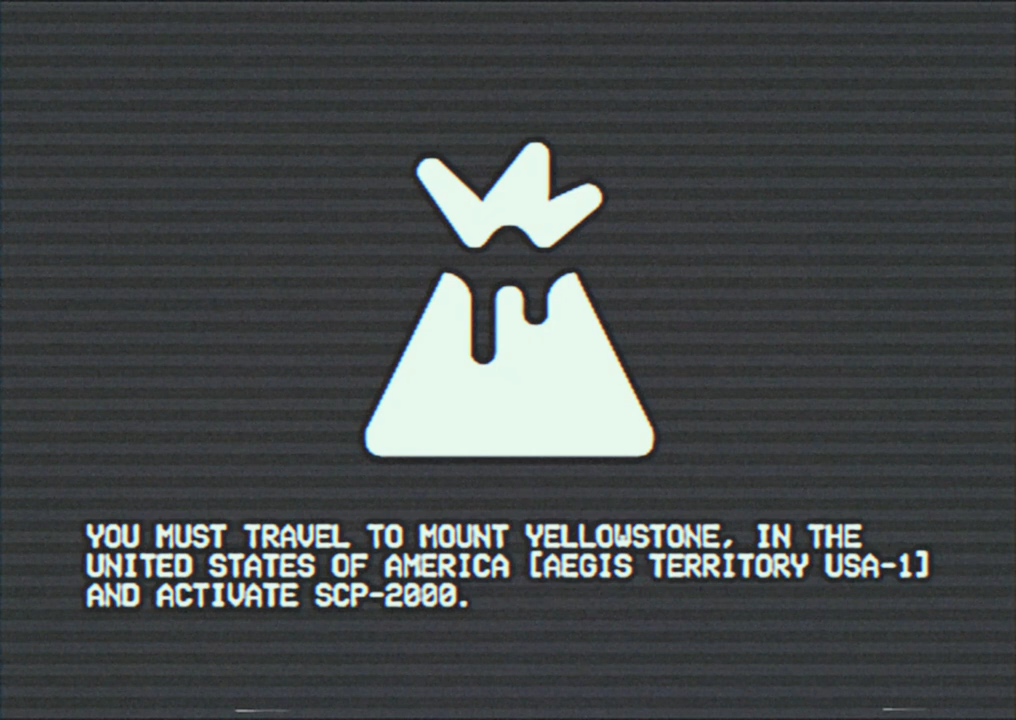 YOU MUST TRAVEL TO MOUNT YELLOWSTONE, IN THE
UNITED STATES OF AMERICA [AEGIS TERRITORY USA-1]
AND ACTIVATE SCP-2000.